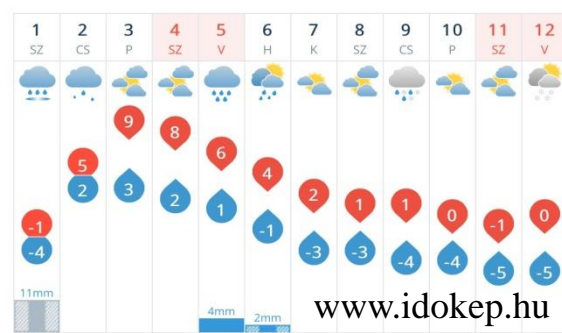 1 2 3 4 5 6 7 8 9 10 11 12
SZ CS P SZ V H K SZ CS P SZ V
9
8
6
5
4
2 3 2 1 2 1 1 0 -1 0
-1 -1
-4 -3 -3 -4 -4 -5 -5
11mm
4mm 2mm
www.idokep.hu